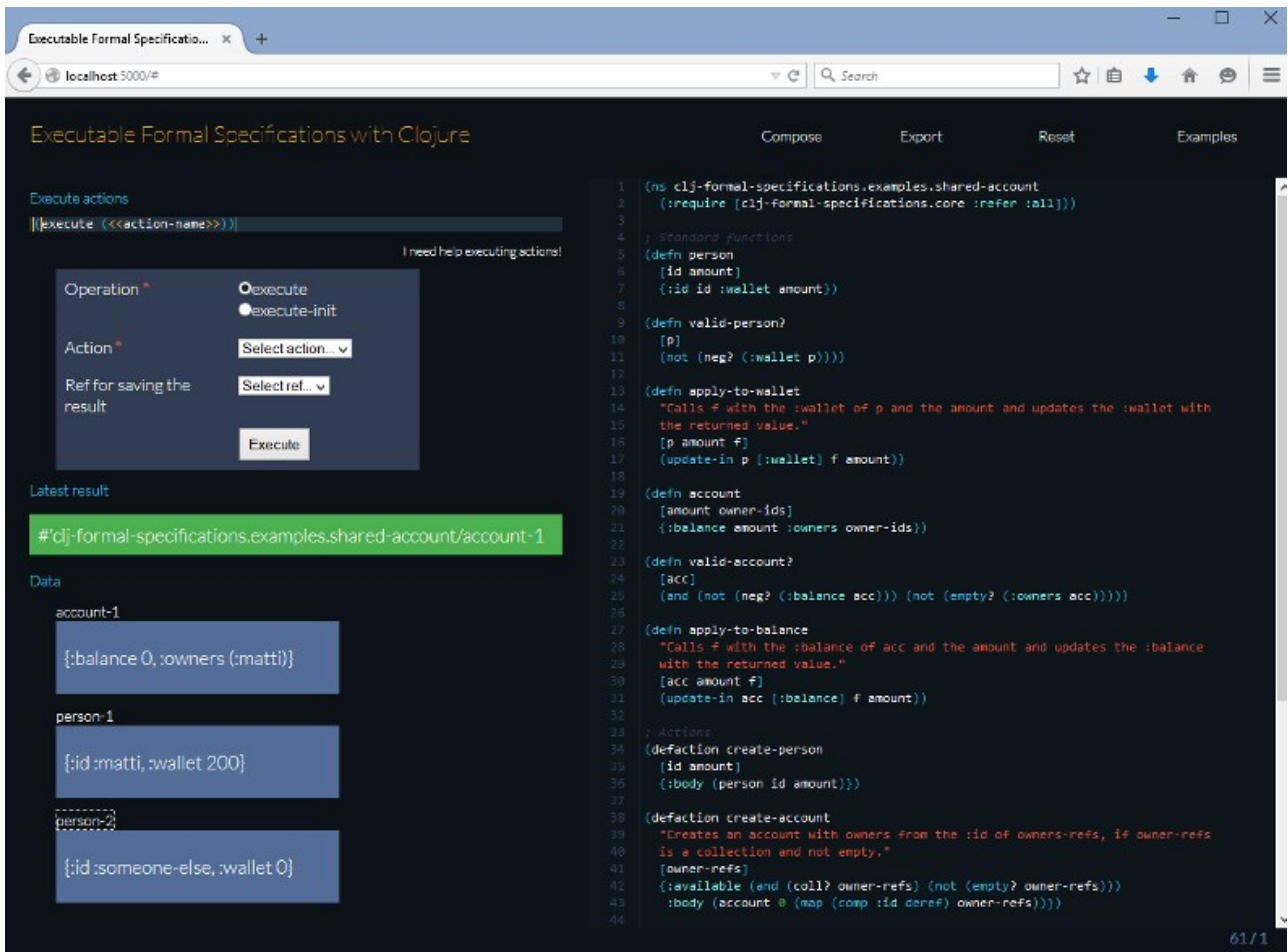 Executable Formal Specificatio... × +
localhost:5000/#
Search
Executable Formal Specifications with Clojure
Compose Export Reset Examples
Execute actions
(execute (<<action-name>>))
I need help executing actions!
Operation *
execute
execute-init
Action *
Select action...
Ref for saving the
result
Select ref...
Execute
Latest result
#'clj-formal-specifications.examples.shared-account/account-1
Data
account-1
{:balance 0, :owners (:matti)}
person-1
{:id :matti, :wallet 200}
person-2
{:id :someone-else, :wallet 0}
1 (ns clj-formal-specifications.examples.shared-account
2 (:require [clj-formal-specifications.core :refer :all]))
3
4 ; Standard functions
5 (defn person
6 [id amount]
7 {:id id :wallet amount})
8
9 (defn valid-person?
10 [p]
11 (not (neg? (:wallet p))))
12
13 (defn apply-to-wallet
14 "Calls f with the :wallet of p and the amount and updates the :wallet with
15 the returned value."
16 [p amount f]
17 (update-in p [:wallet] f amount))
18
19 (defn account
20 [amount owner-ids]
21 {:balance amount :owners owner-ids})
22
23 (defn valid-account?
24 [acc]
25 (and (not (neg? (:balance acc))) (not (empty? (:owners acc)))))
26
27 (defn apply-to-balance
28 "Calls f with the :balance of acc and the amount and updates the :balance
29 with the returned value."
30 [acc amount f]
31 (update-in acc [:balance] f amount))
32
33 ; Actions
34 (defaction create-person
35 [id amount]
36 {:body (person id amount)})
37
38 (defaction create-account
39 "Creates an account with owners from the :id of owners-refs, if owner-refs
40 is a collection and not empty."
41 [owner-refs]
42 {:available (and (coll? owner-refs) (not (empty? owner-refs)))
43 :body (account 0 (map (comp :id deref) owner-refs))})
44
61/1